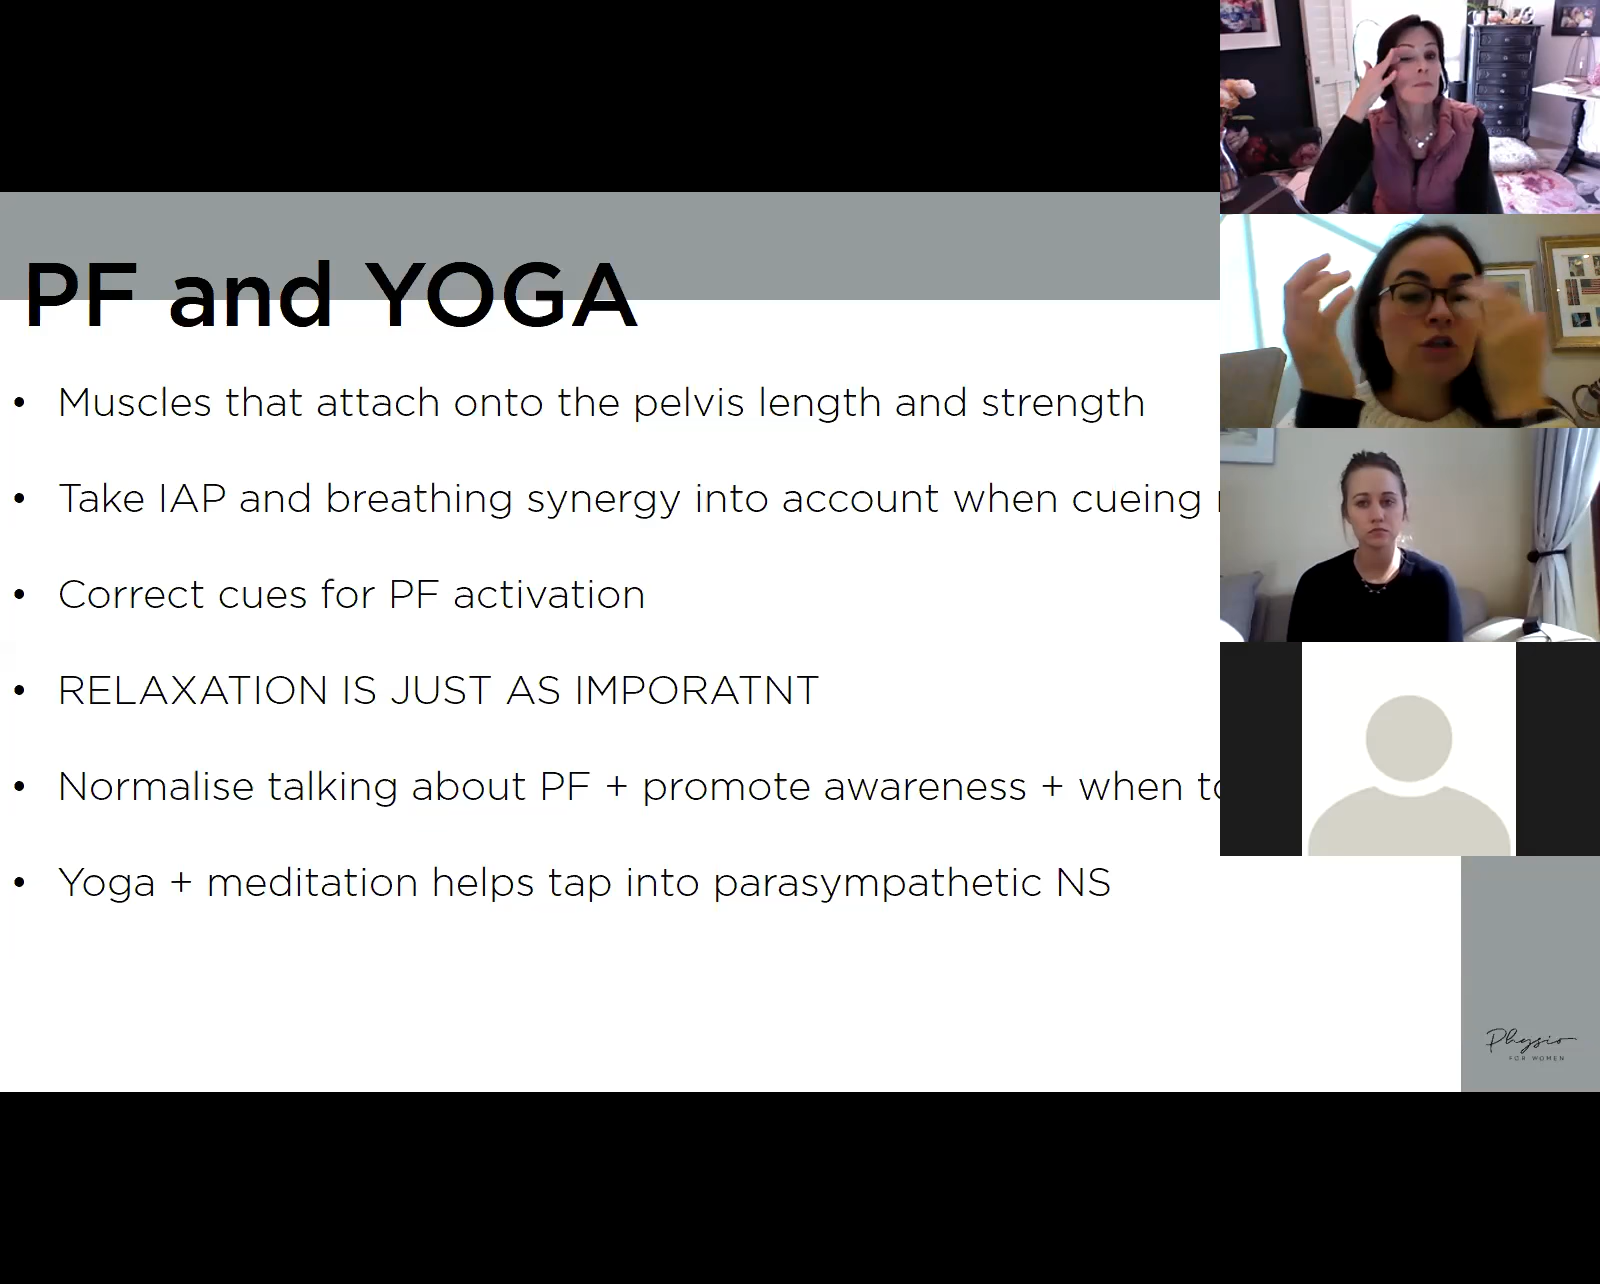 PF and YOGA
• Muscles that attach onto the pelvis length and strength
• Take IAP and breathing synergy into account when cueing
• Correct cues for PF activation
• RELAXATION IS JUST AS IMPORATNT
• Normalise talking about PF + promote awareness + when
• Yoga + meditation helps tap into parasympathetic NS
Physio
FOR WOMEN